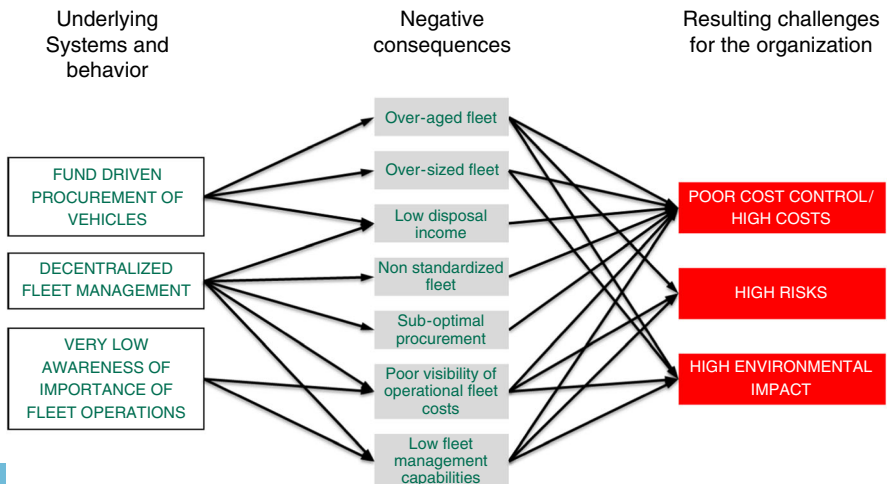 Underlying
Systems and
behavior
Negative
consequences
Resulting challenges
for the organization
FUND DRIVEN
PROCUREMENT OF
VEHICLES
DECENTRALIZED
FLEET MANAGEMENT
VERY LOW
AWARENESS OF
IMPORTANCE OF
FLEET OPERATIONS
Over-aged fleet
Over-sized fleet
Low disposal
income
Non standardized
fleet
Sub-optimal
procurement
Poor visibility of
operational fleet
costs
Low fleet
management
capabilities
POOR COST CONTROL/
HIGH COSTS
HIGH RISKS
HIGH ENVIRONMENTAL
IMPACT